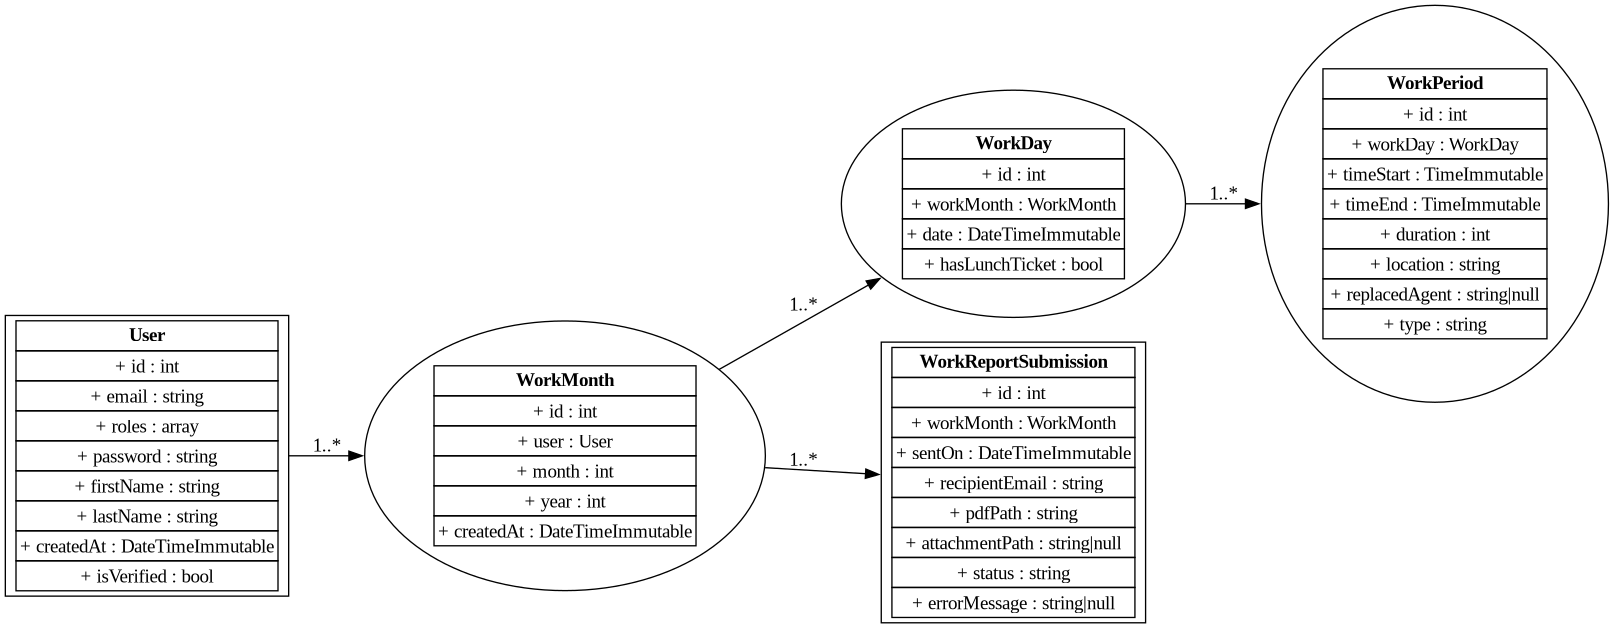 User
+ id : int
+ email : string
+ roles : array
+ password : string
+ firstName : string
+ lastName : string
+ createdAt : DateTimeImmutable
+ isVerified : bool
1..*
WorkMonth
+ id : int
+ user : User
+ month : int
+ year : int
+ createdAt : DateTimeImmutable
1..*
1..*
WorkDay
+ id : int
+ workMonth : WorkMonth
+ date : DateTimeImmutable
+ hasLunchTicket : bool
WorkReportSubmission
+ id : int
+ workMonth : WorkMonth
+ sentOn : DateTimeImmutable
+ recipientEmail : string
+ pdfPath : string
+ attachmentPath : string|null
+ status : string
+ errorMessage : string|null
1..*
WorkPeriod
+ id : int
+ workDay : WorkDay
+ timeStart : TimeImmutable
+ timeEnd : TimeImmutable
+ duration : int
+ location : string
+ replacedAgent : string|null
+ type : string